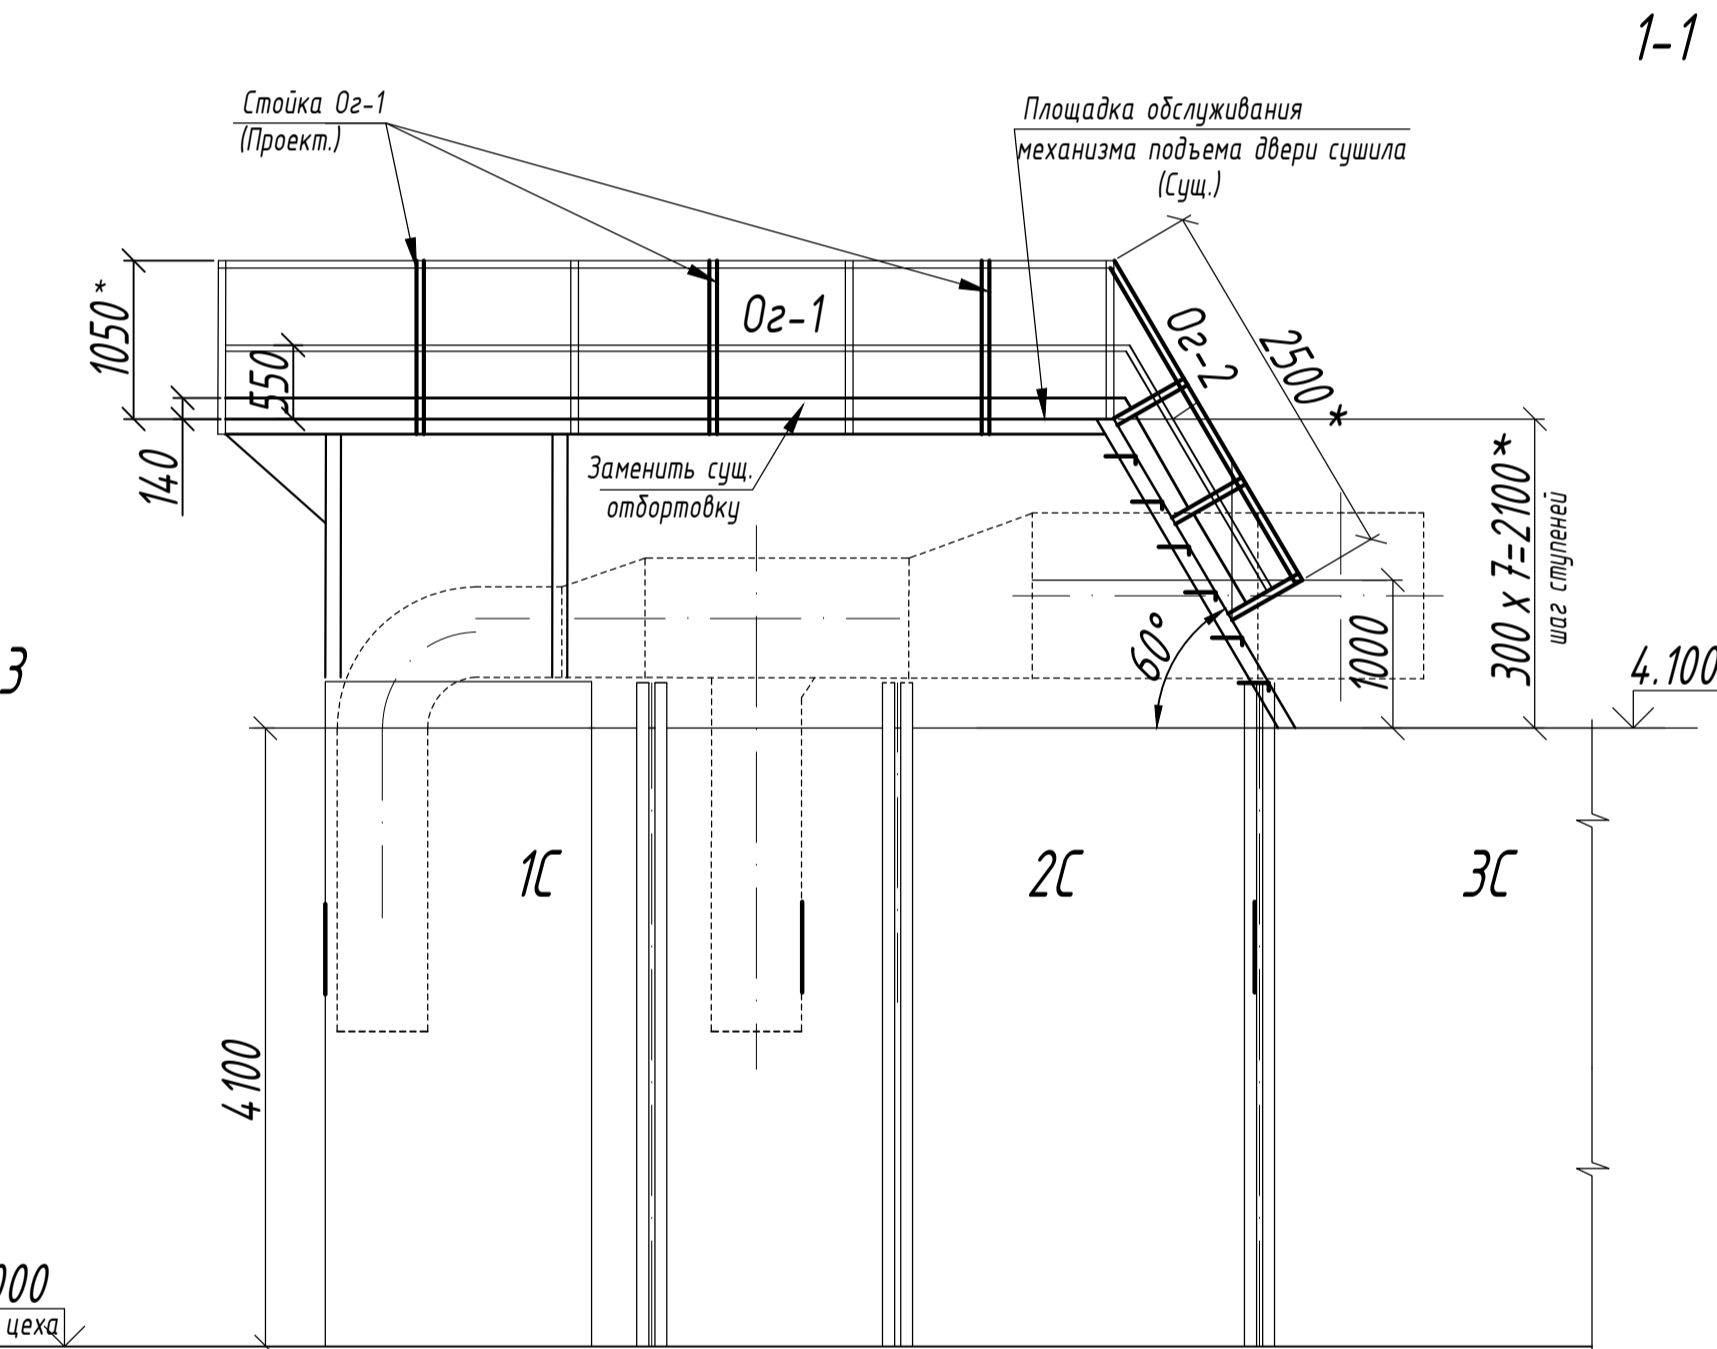 1-1
Стойка Ог-1
(Проект.)
Площадка обслуживания
механизма подъема двери сушила
(Сущ.)
1050*
550
140
Ог-1
Ог-2
2500*
Заменить сущ.
отбортовку
60°
1000
300 x 7=2100*
шаг ступеней
3
4.100
1С
2С
3С
4100
000
цеха